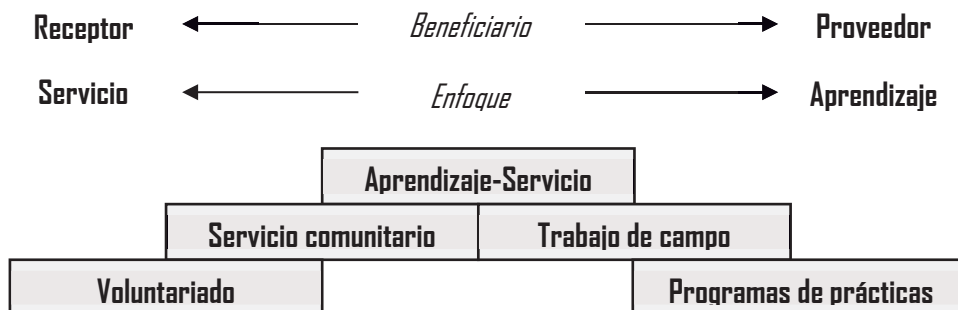 Receptor Beneficiario Proveedor
Servicio Enfoque Aprendizaje
Aprendizaje-Servicio
Servicio comunitario Trabajo de campo
Voluntariado Programas de prácticas